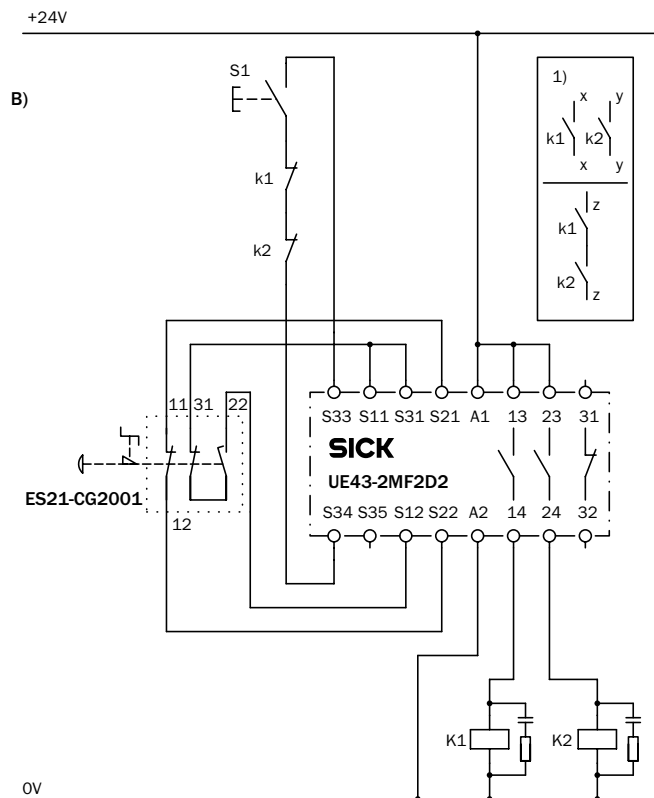 +24V
B)
S1
1)
x y
k1 k2
x y
z
k1
k2
z
k1
k2
11 31 22
ES21-CG2001
12
S33 S11 S31 S21 A1 13 23 31
SICK
UE43-2MF2D2
S34 S35 S12 S22 A2 14 24 32
K1 K2
0V